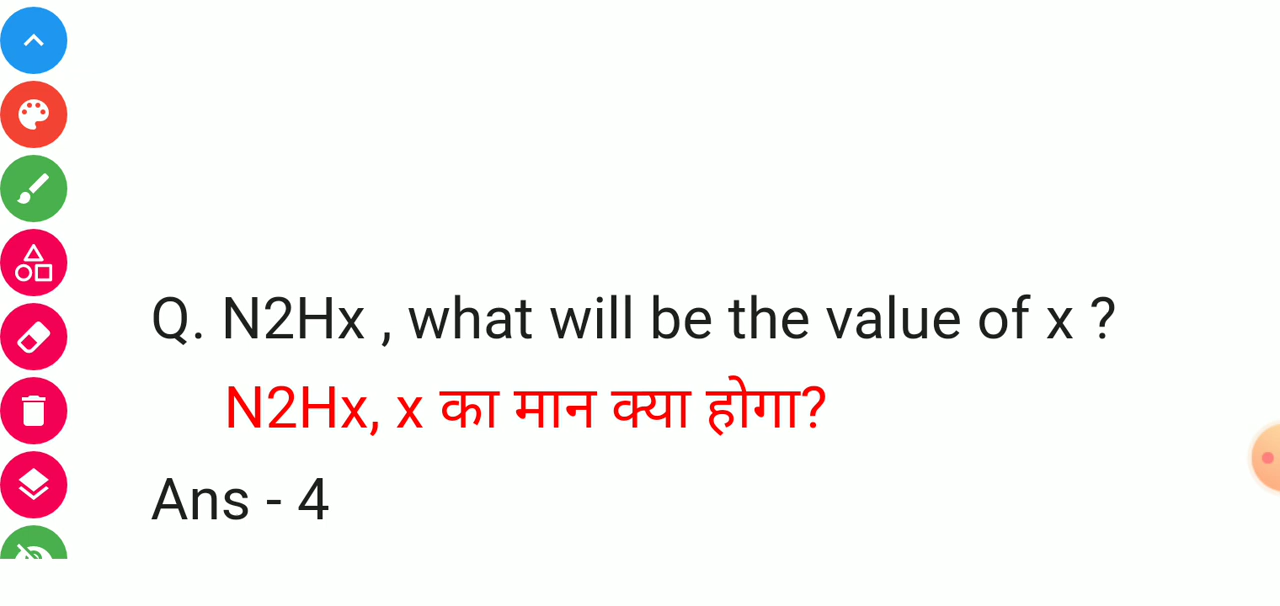 Q. N2Hx , what will be the value of x ?
N2Hx, x का मान क्या होगा?
Ans - 4